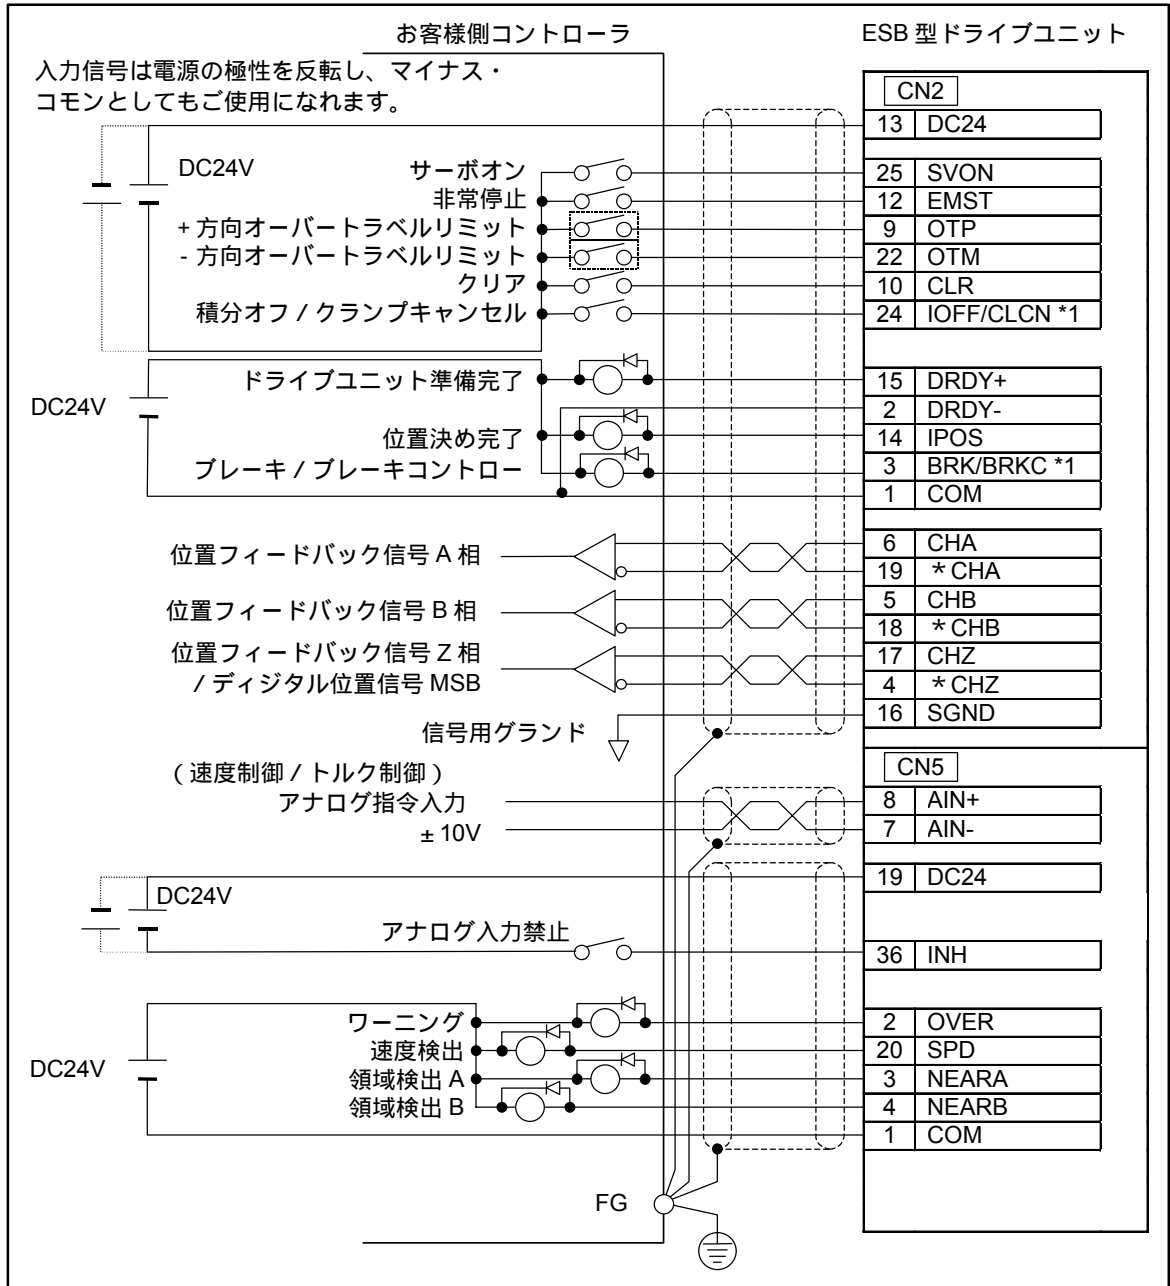 お客様側コントローラ
ESB 型ドライブユニット
入力信号は電源の極性を反転し、マイナス・
コモンとしてもご使用になれます。
CN2
13 DC24
DC24V
サーボオン 25 SVON
非常停止 12 EMST
+ 方向オーバートラベルリミット 9 OTP
- 方向オーバートラベルリミット 22 OTM
クリア 10 CLR
積分オフ / クランプキャンセル 24 IOFF/CLCN *1
ドライブユニット準備完了 15 DRDY+
DC24V
2 DRDY-
位置決め完了 14 IPOS
ブレーキ / ブレーキコントロー 3 BRK/BRKC *1
1 COM
位置フィードバック信号 A 相
6 CHA
19 *CHA
位置フィードバック信号 B 相
5 CHB
18 *CHB
位置フィードバック信号 Z 相 17 CHZ
/ ディジタル位置信号 MSB 4 *CHZ
信号用グランド 16 SGND
CN5
( 速度制御 / トルク制御 )
アナログ指令入力 8 AIN+
± 10V 7 AIN-
19 DC24
DC24V
アナログ入力禁止 36 INH
ワーニング 2 OVER
速度検出 20 SPD
DC24V
領域検出 A 3 NEARA
領域検出 B 4 NEARB
1 COM
FG